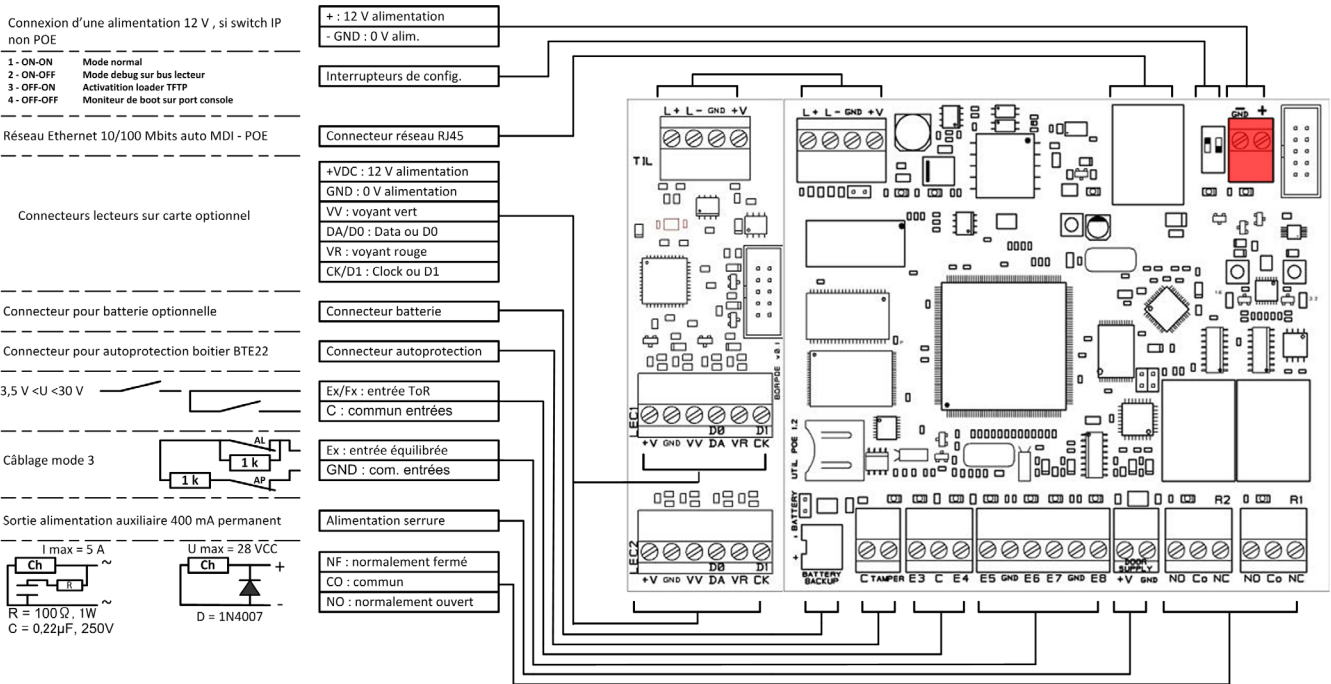 Connexion d'une alimentation 12 V , si switch IP
non POE
+ : 12 V alimentation
- GND : 0 V alim.
1 - ON-ON Mode normal
2 - ON-OFF Mode debug sur bus lecteur
3 - OFF-ON Activatition loader TFTP
4 - OFF-OFF Moniteur de boot sur port console
Interrupteurs de config.
Réseau Ethernet 10/100 Mbits auto MDI - POE
Connecteur réseau RJ45
Connecteurs lecteurs sur carte optionnel
+VDC : 12 V alimentation
GND : 0 V alimentation
VV : voyant vert
DA/D0 : Data ou D0
VR : voyant rouge
CK/D1 : Clock ou D1
Connecteur pour batterie optionnelle
Connecteur batterie
Connecteur pour autoprotection boitier BTE22
Connecteur autoprotection
3,5 V <U <30 V
Ex/Fx : entrée ToR
C : commun entrées
Câblage mode 3
AL
1 k
1 k
AP
Ex : entrée équilibrée
GND : com. entrées
Sortie alimentation auxiliaire 400 mA permanent
Alimentation serrure
I max = 5 A
Ch
~
R
~
R = 100 Ω , 1W
C = 0,22µF, 250V
U max = 28 VCC
Ch
+
-
D = 1N4007
NF : normalement fermé
CO : commun
NO : normalement ouvert
L+ L- GND +V
TIL
BORPOE v0.1
LEC1
D0 D1
+V GND VV DA VR CK
LEC2
D0 D1
+V GND VV DA VR CK
L+ L- GND +V
- +
GND
UTIL POE 1.2
BATTERY
+
BATTERY
BACKUP
C TAMPER
E3 C E4
E5 GND E6 E7 GND E8
DOOR
SUPPLY
+V GND
R2
NO Co NC
R1
NO Co NC